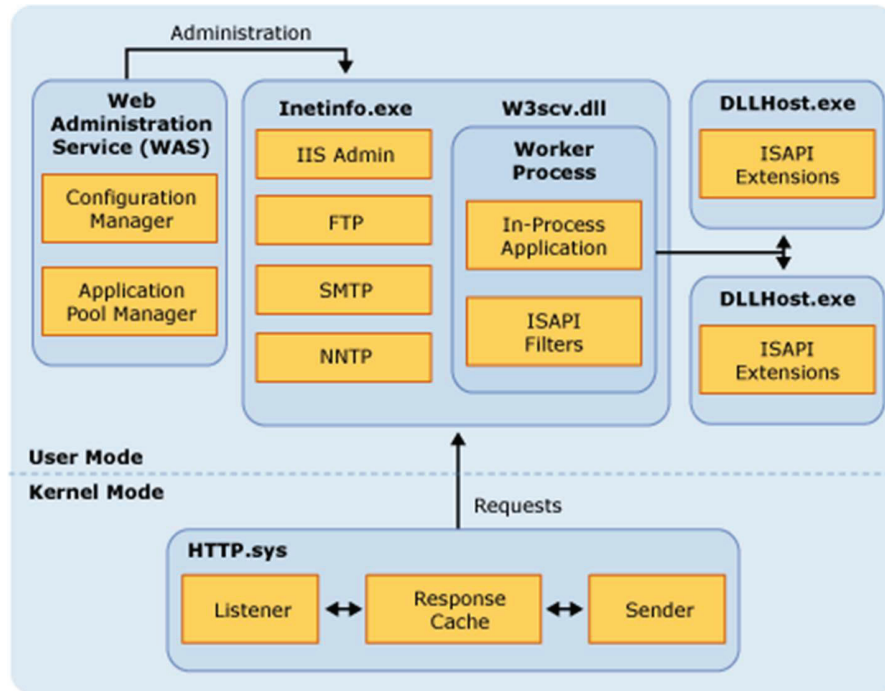 Administration
Web
Administration
Service (WAS)
Configuration
Manager
Application
Pool Manager
Inetinfo.exe
IIS Admin
FTP
SMTP
NNTP
W3scv.dll
Worker
Process
In-Process
Application
ISAPI
Filters
DLLHost.exe
ISAPI
Extensions
DLLHost.exe
ISAPI
Extensions
User Mode
Kernel Mode
Requests
HTTP.sys
Listener
Response
Cache
Sender